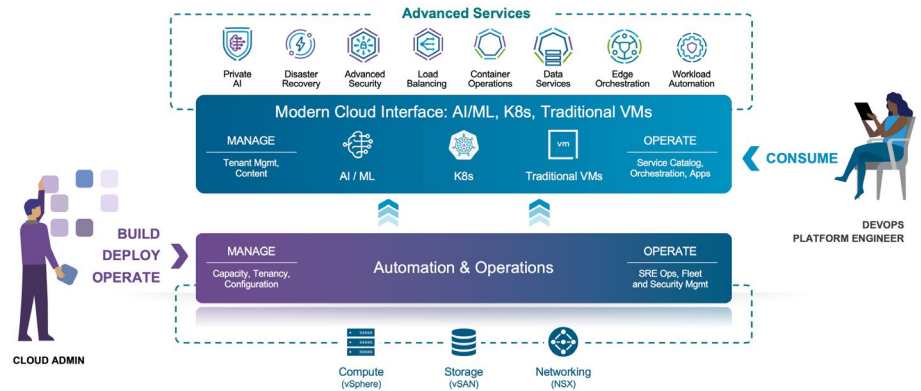 Advanced Services
Private
AI
Disaster
Recovery
Advanced
Security
Load
Balancing
Container
Operations
Data
Services
Edge
Orchestration
Workload
Automation
Modern Cloud Interface: AI/ML, K8s, Traditional VMs
MANAGE
Tenant Mgmt,
Content
AI / ML
K8s
vm
Traditional VMs
OPERATE
Service Catalog,
Orchestration, Apps
CONSUME
DEVOPS
PLATFORM ENGINEER
BUILD
DEPLOY
OPERATE
CLOUD ADMIN
MANAGE
Capacity, Tenancy,
Configuration
Automation & Operations
OPERATE
SRE Ops, Fleet
and Security Mgmt
Compute
(vSphere)
Storage
(vSAN)
Networking
(NSX)